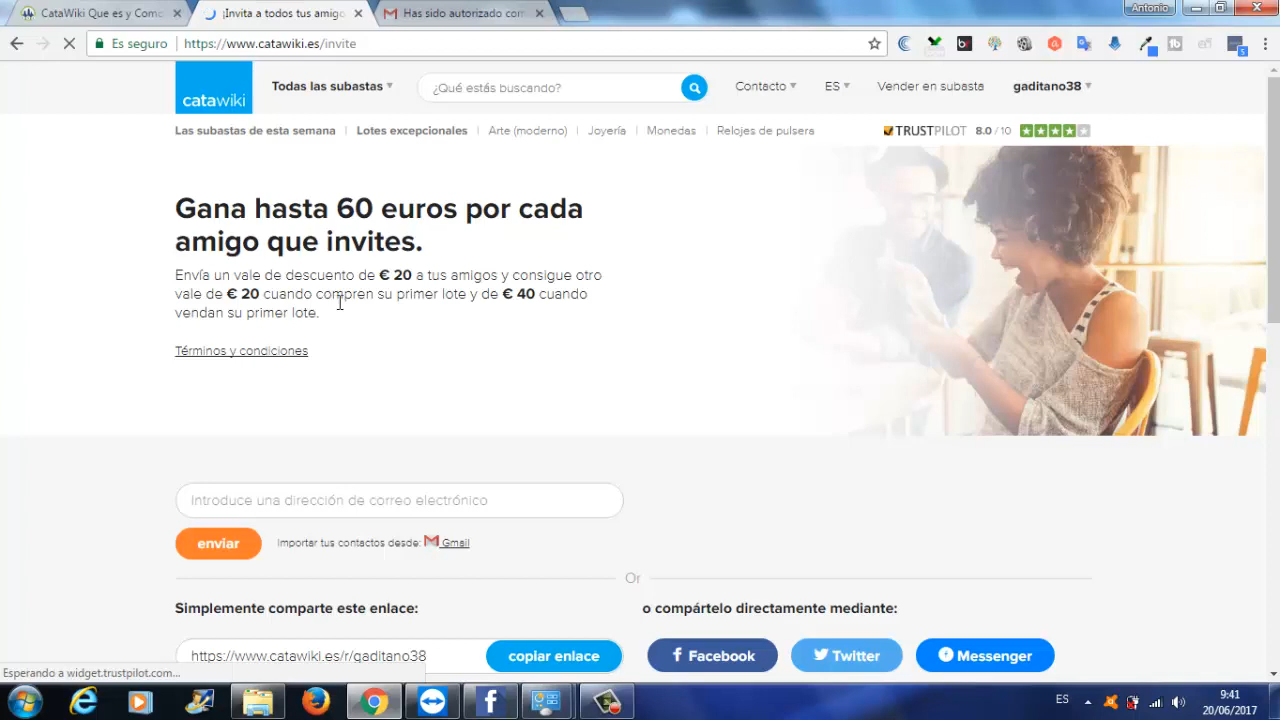 CataWiki Que es y Como
¡Invita a todos tus amigo
Has sido autorizado com
Antonio
Es seguro
https://www.catawiki.es/invite
catawiki
Todas las subastas
¿Qué estás buscando?
Contacto
ES
Vender en subasta
gaditano38
Las subastas de esta semana
Lotes excepcionales
Arte (moderno)
Joyería
Monedas
Relojes de pulsera
TRUSTPILOT 8.0 / 10
Gana hasta 60 euros por cada
amigo que invites.
Envía un vale de descuento de € 20 a tus amigos y consigue otro
vale de € 20 cuando compren su primer lote y de € 40 cuando
vendan su primer lote.
Términos y condiciones
Introduce una dirección de correo electrónico
enviar
Importar tus contactos desde: Gmail
Or
Simplemente comparte este enlace:
o compártelo directamente mediante:
https://www.catawiki.es/r/gaditano38
copiar enlace
Facebook
Twitter
Messenger
Esperando a widget.trustpilot.com...
ES
9:41
20/06/2017